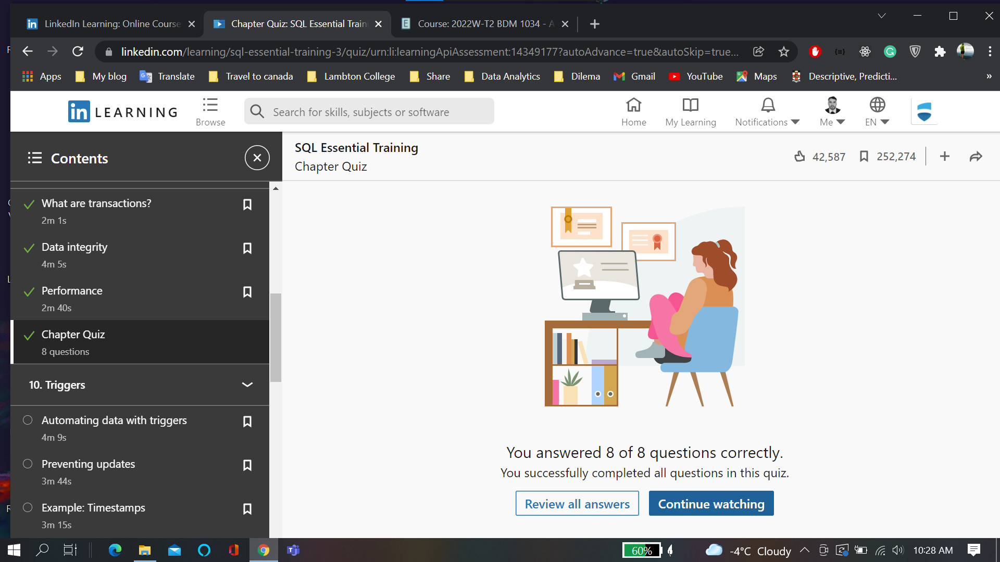 LinkedIn Learning: Online Course
Chapter Quiz: SQL Essential Traini
Course: 2022W-T2 BDM 1034 - A
linkedin.com/learning/sql-essential-training-3/quiz/urn:li:learningApiAssessment:14349177?autoAdvance=true&autoSkip=true...
Apps
My blog
Translate
Travel to canada
Lambton College
Share
Data Analytics
Dilema
Gmail
YouTube
Maps
Descriptive, Predicti...
»
in LEARNING
Browse
Search for skills, subjects or software
Home
My Learning
Notifications
Me
EN
Contents
SQL Essential Training
Chapter Quiz
42,587
252,274
What are transactions?
2m 1s
Data integrity
4m 5s
Performance
2m 40s
Chapter Quiz
8 questions
10. Triggers
Automating data with triggers
4m 9s
Preventing updates
3m 44s
Example: Timestamps
3m 15s
You answered 8 of 8 questions correctly.
You successfully completed all questions in this quiz.
Review all answers
Continue watching
60%
-4°C Cloudy
10:28 AM